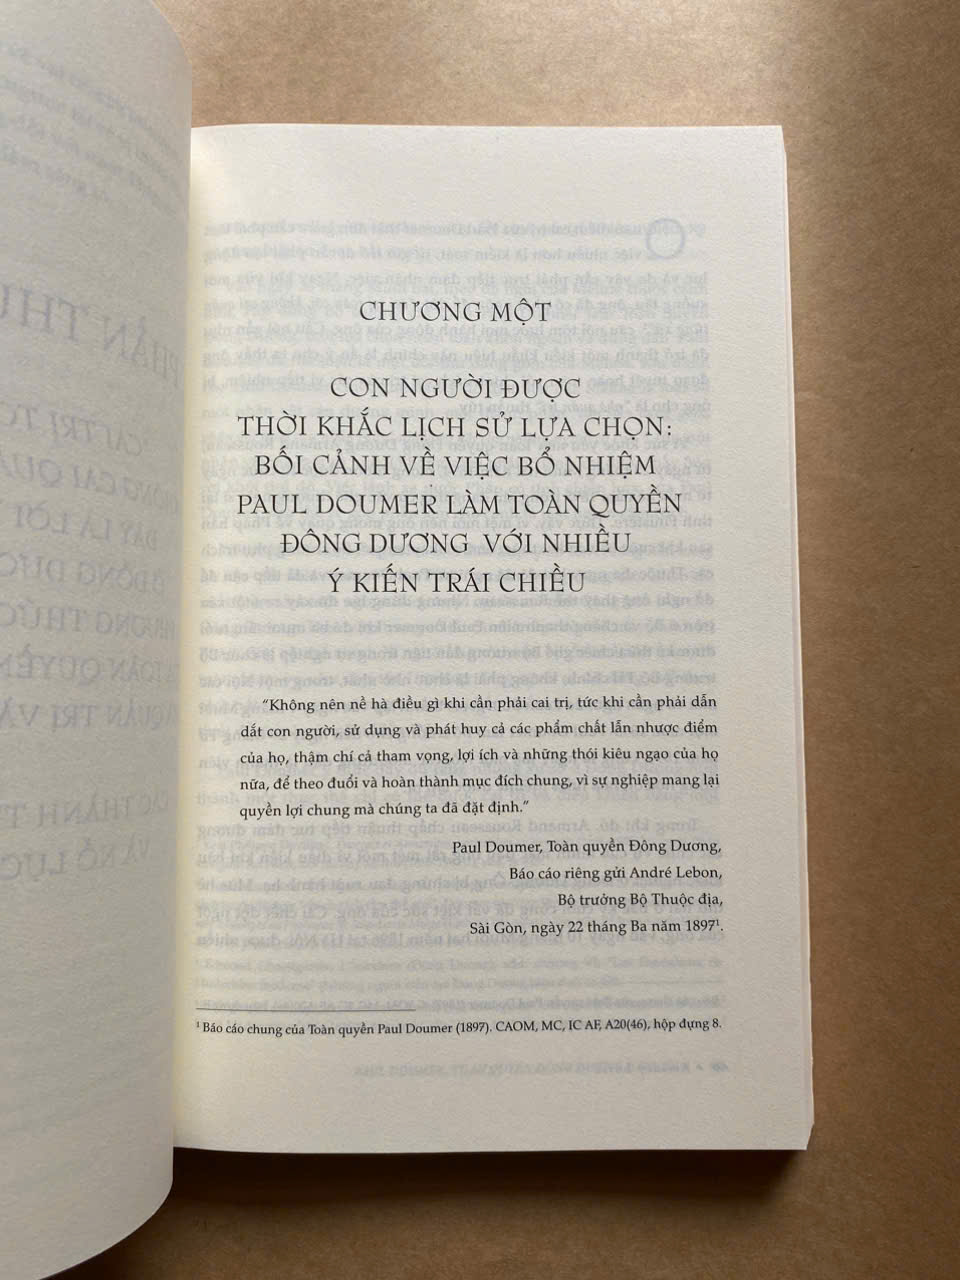 CHƯƠNG MỘT
CON NGƯỜI ĐƯỢC
THỜI KHẮC LỊCH SỬ LỰA CHỌN:
BỐI CẢNH VỀ VIỆC BỔ NHIỆM
PAUL DOUMER LÀM TOÀN QUYỀN
ĐÔNG DƯƠNG VỚI NHIỀU
Ý KIẾN TRÁI CHIỀU
“Không nên nề hà điều gì khi cần phải cai trị, tức khi cần phải dẫn
dắt con người, sử dụng và phát huy cả các phẩm chất lẫn nhược điểm
của họ, thậm chí cả tham vọng, lợi ích và những thói kiêu ngạo của họ
nữa, để theo đuổi và hoàn thành mục đích chung, vì sự nghiệp mang lại
quyền lợi chung mà chúng ta đã đặt định.”
Paul Doumer, Toàn quyền Đông Dương,
Báo cáo riêng gửi André Lebon,
Bộ trưởng Bộ Thuộc địa,
Sài Gòn, ngày 22 tháng Ba năm 1897¹.
¹ Báo cáo chung của Toàn quyền Paul Doumer (1897). CAOM, MC, IC AF, A20(46), hộp đựng 8.